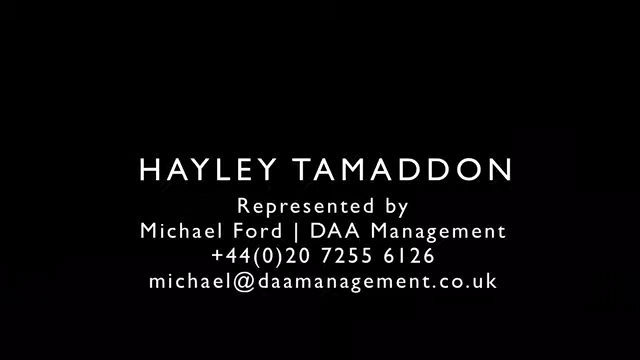 HAYLEY TAMADDON
Represented by
Michael Ford | DAA Management
+44(0)20 7255 6126
michael@daamanagement.co.uk